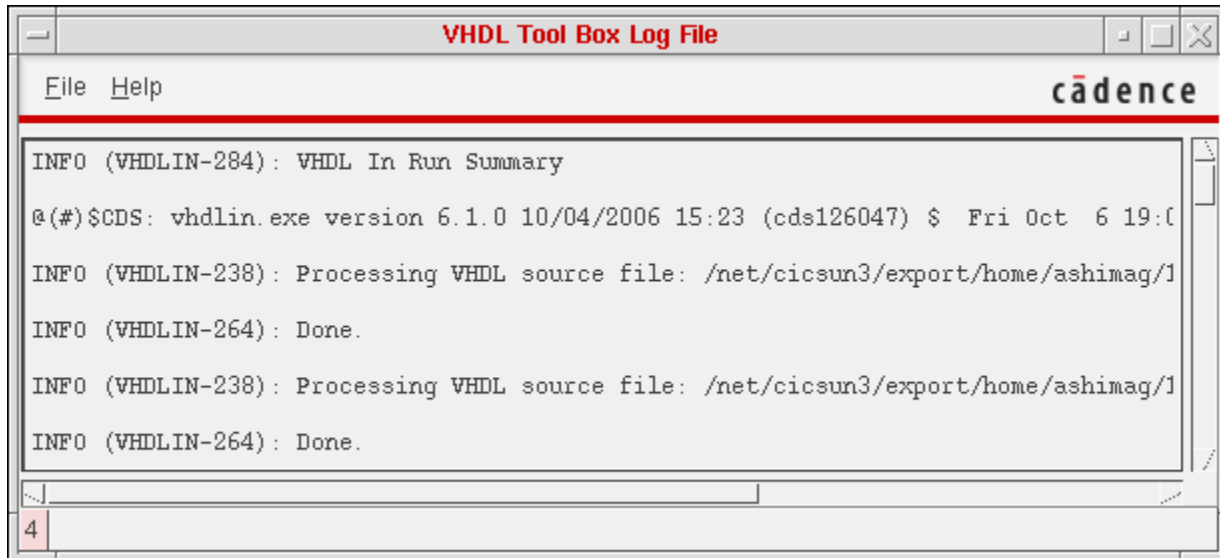 VHDL Tool Box Log File
File Help
cādence
INFO (VHDLIN-284): VHDL In Run Summary
@(#)$CDS: vhdlin.exe version 6.1.0 10/04/2006 15:23 (cds126047) $ Fri Oct 6 19:0
INFO (VHDLIN-238): Processing VHDL source file: /net/cicsun3/export/home/ashimag/1
INFO (VHDLIN-264): Done.
INFO (VHDLIN-238): Processing VHDL source file: /net/cicsun3/export/home/ashimag/1
INFO (VHDLIN-264): Done.
4